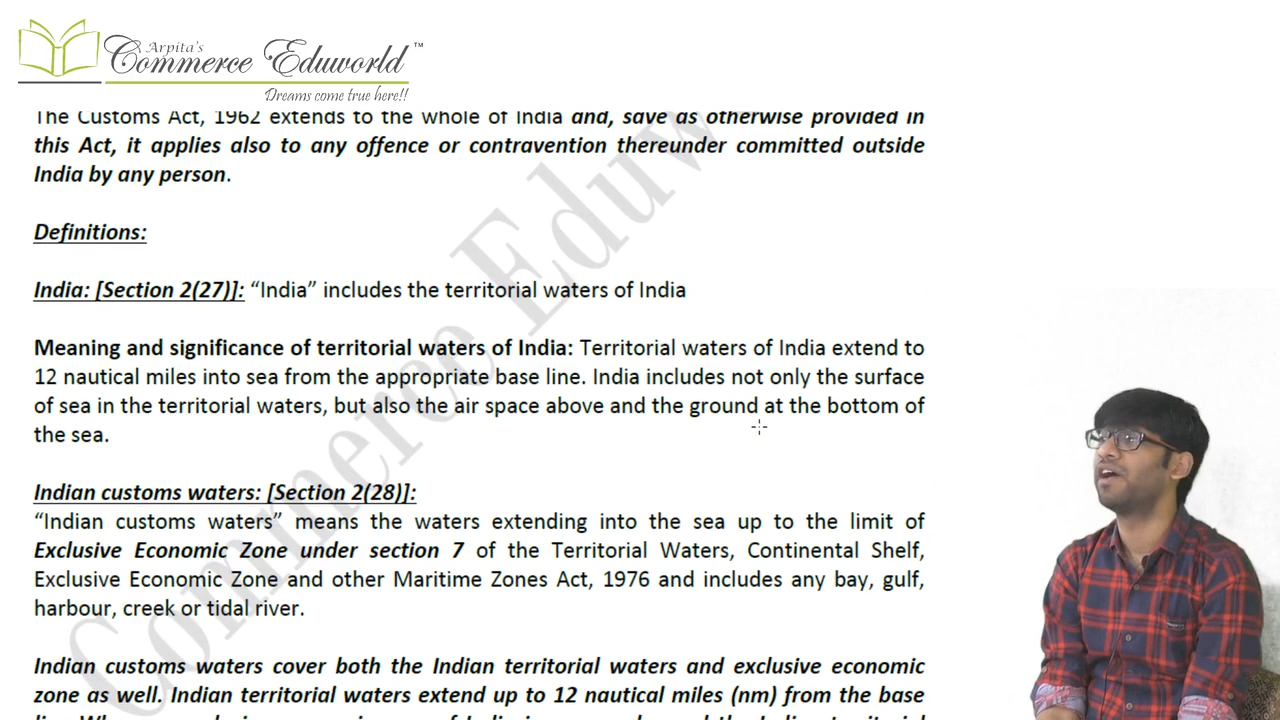 Arpita's
Commerce Eduworld™
Dreams come true here!!
The Customs Act, 1962 extends to the whole of India and, save as otherwise provided in
this Act, it applies also to any offence or contravention thereunder committed outside
India by any person.
Definitions:
India: [Section 2(27)]: “India” includes the territorial waters of India
Meaning and significance of territorial waters of India: Territorial waters of India extend to
12 nautical miles into sea from the appropriate base line. India includes not only the surface
of sea in the territorial waters, but also the air space above and the ground at the bottom of
the sea.
Indian customs waters: [Section 2(28)]:
“Indian customs waters” means the waters extending into the sea up to the limit of
Exclusive Economic Zone under section 7 of the Territorial Waters, Continental Shelf,
Exclusive Economic Zone and other Maritime Zones Act, 1976 and includes any bay, gulf,
harbour, creek or tidal river.
Indian customs waters cover both the Indian territorial waters and exclusive economic
zone as well. Indian territorial waters extend up to 12 nautical miles (nm) from the base
Commerce Eduw